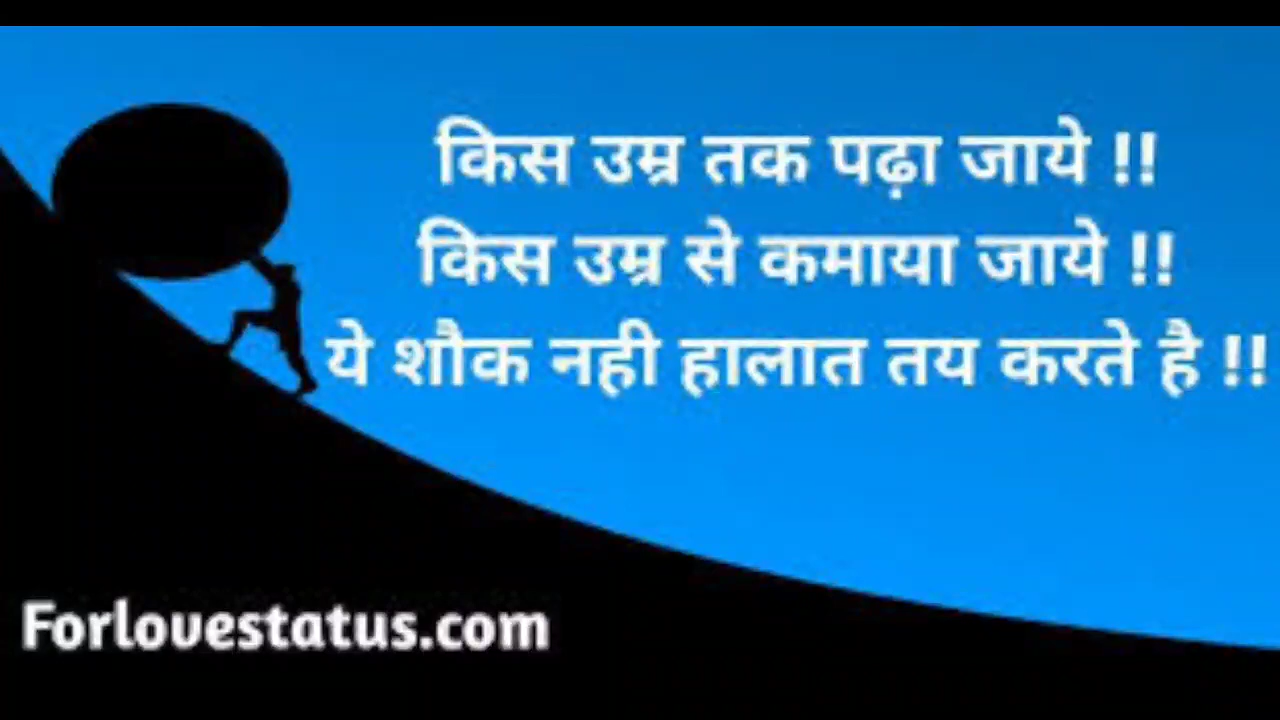 किस उम्र तक पढ़ा जाये !!
किस उम्र से कमाया जाये !!
ये शौक नही हालात तय करते है !!
Forlovestatus.com